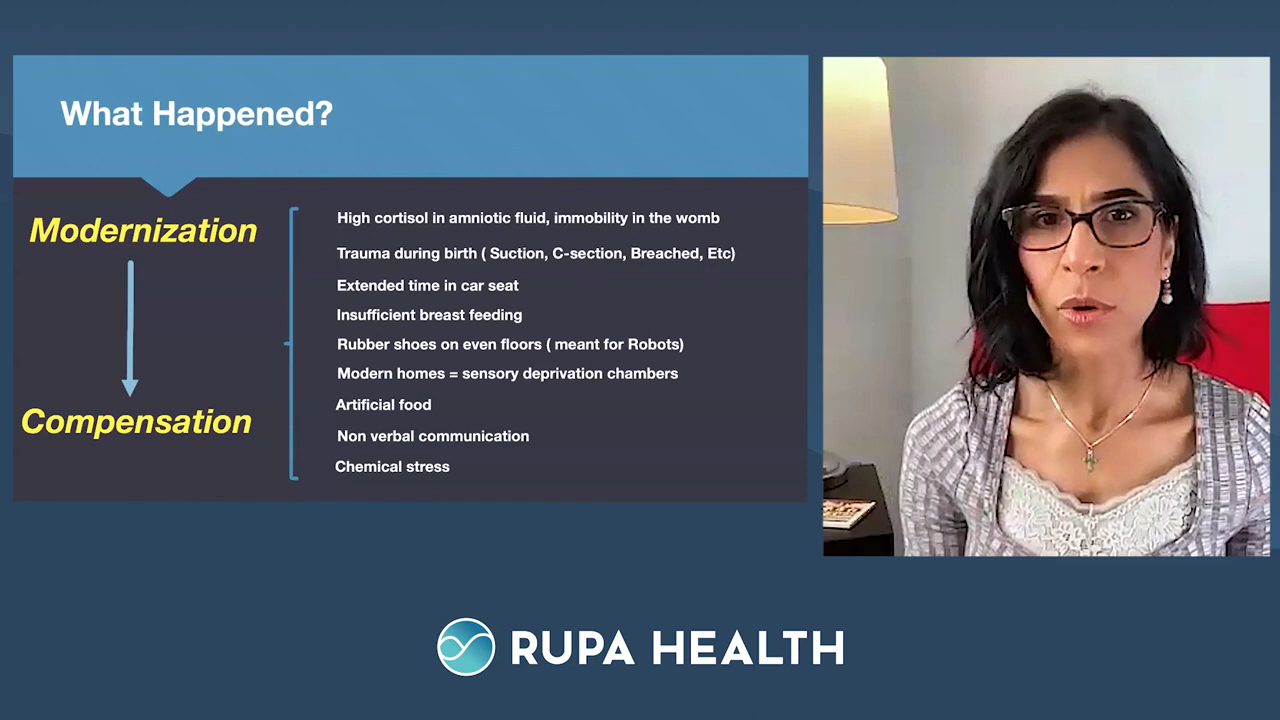 What Happened?
Modernization
Compensation
High cortisol in amniotic fluid, immobility in the womb
Trauma during birth ( Suction, C-section, Breached, Etc)
Extended time in car seat
Insufficient breast feeding
Rubber shoes on even floors ( meant for Robots)
Modern homes = sensory deprivation chambers
Artificial food
Non verbal communication
Chemical stress
RUPA HEALTH